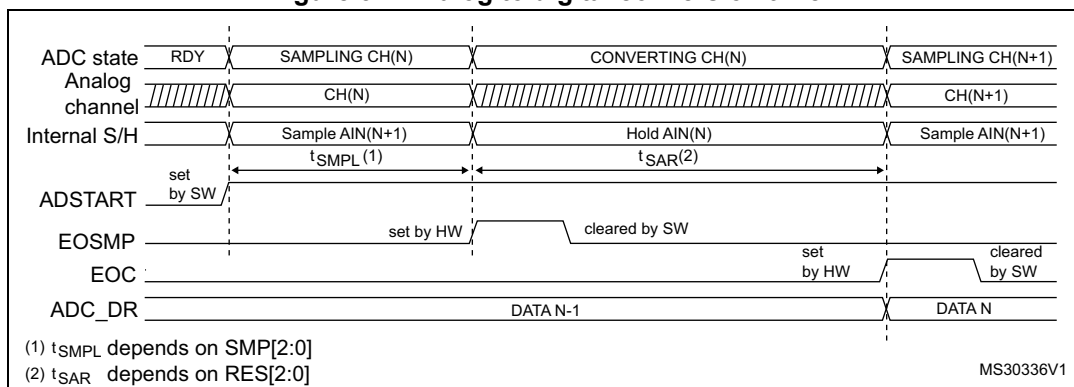 ADC state RDY SAMPLING CH(N) CONVERTING CH(N) SAMPLING CH(N+1)
Analog channel CH(N) CH(N+1)
Internal S/H Sample AIN(N+1) Hold AIN(N) Sample AIN(N+1)
tSMPL(1) tSAR(2)
ADSTART set by SW
EOSMP set by HW cleared by SW
EOC set by HW cleared by SW
ADC_DR DATA N-1 DATA N
(1) tSMPL depends on SMP[2:0]
(2) tSAR depends on RES[2:0]
MS30336V1